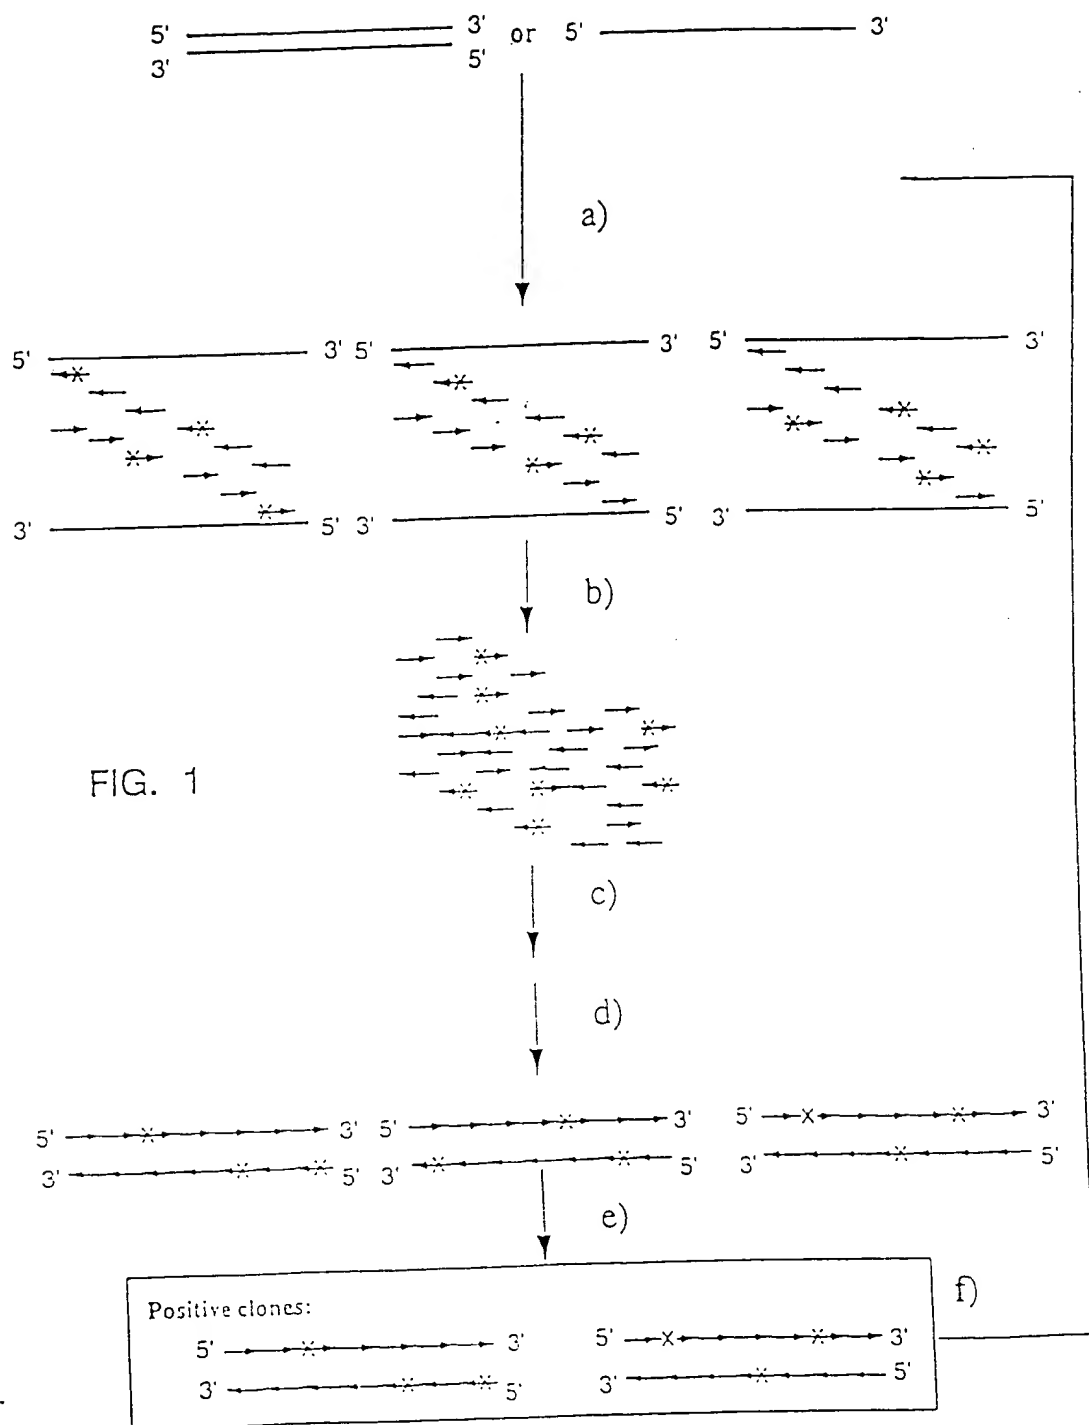 5' 3' or 5' 3'
3' 5'
a)
5' 3' 5' 3' 5' 3'
3' 5' 3' 5' 3' 5'
b)
FIG. 1
c)
d)
5' 3' 5' 3' 5' 3'
3' 5' 3' 5' 3' 5'
e)
f)
Positive clones:
5' 3' 5' 3'
3' 5' 3' 5'